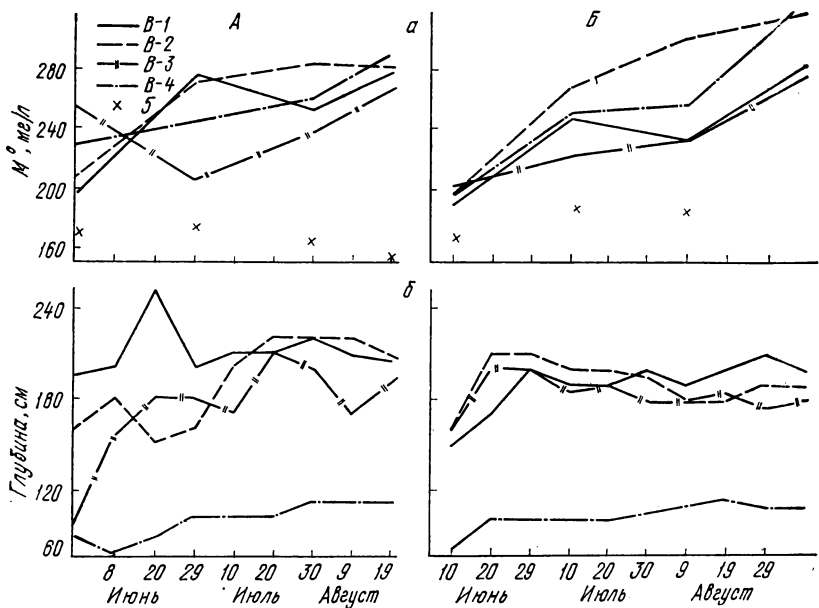 А
а
Б
В-1
В-2
В-3
В-4
5
М⁰, мг/л
280
240
200
160
б
Глубина, см
240
180
120
60
8 20 29 10 20 30 9 19
Июнь Июль Август
10 20 29 10 20 30 9 19 29
Июнь Июль Август